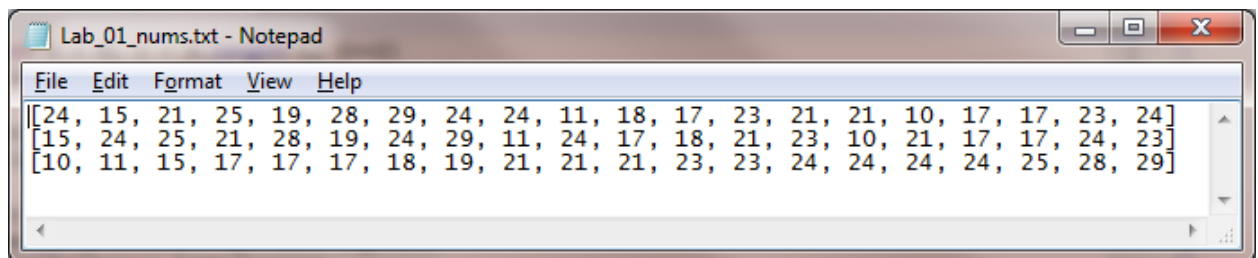 Lab_01_nums.txt - Notepad
File Edit Format View Help
[24, 15, 21, 25, 19, 28, 29, 24, 24, 11, 18, 17, 23, 21, 21, 10, 17, 17, 23, 24]
[15, 24, 25, 21, 28, 19, 24, 29, 11, 24, 17, 18, 21, 23, 10, 21, 17, 17, 24, 23]
[10, 11, 15, 17, 17, 17, 18, 19, 21, 21, 21, 23, 23, 24, 24, 24, 24, 25, 28, 29]